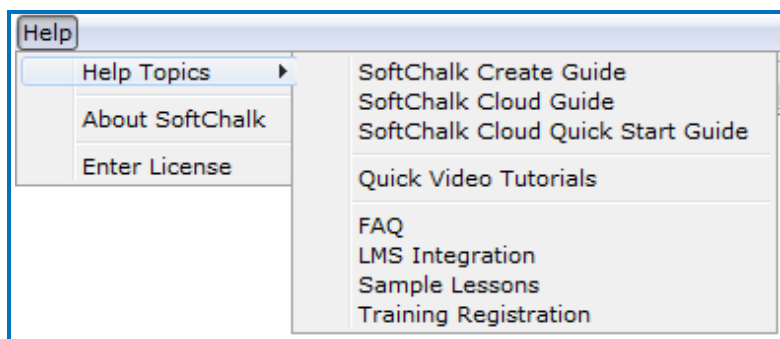 Help
Help Topics
About SoftChalk
Enter License
SoftChalk Create Guide
SoftChalk Cloud Guide
SoftChalk Cloud Quick Start Guide
Quick Video Tutorials
FAQ
LMS Integration
Sample Lessons
Training Registration